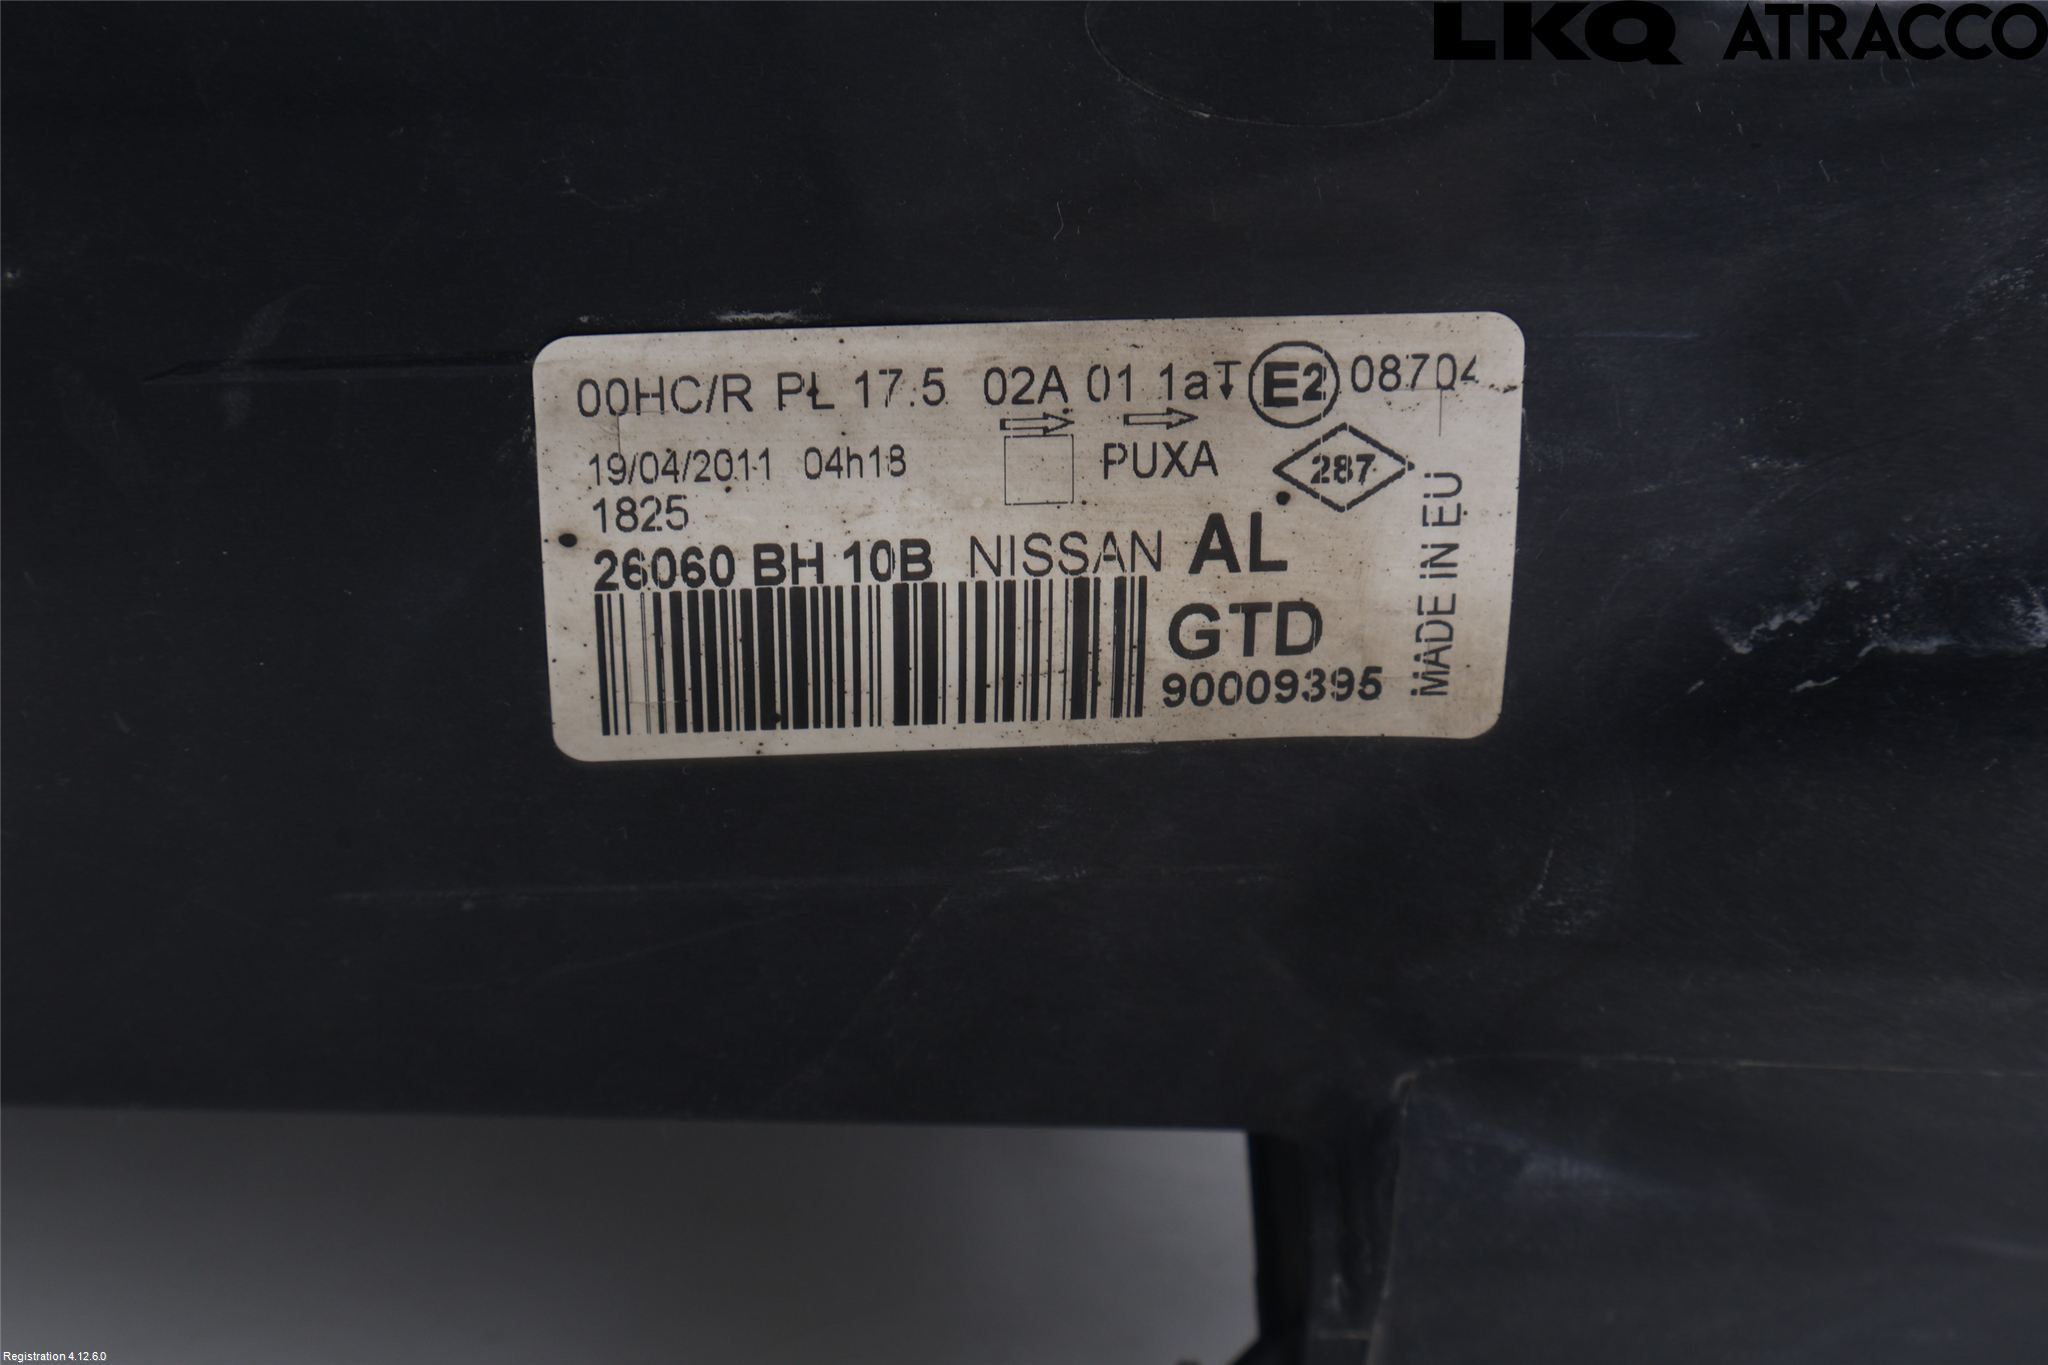 LKQ ATRACCO
00HC/R PL 17.5 02A 01 1a E2 08704
19/04/2011 04h18 PUXA 287
1825
26060 BH 10B NISSAN AL
GTD
90009395
MADE IN EU
Registration 4.12.6.0